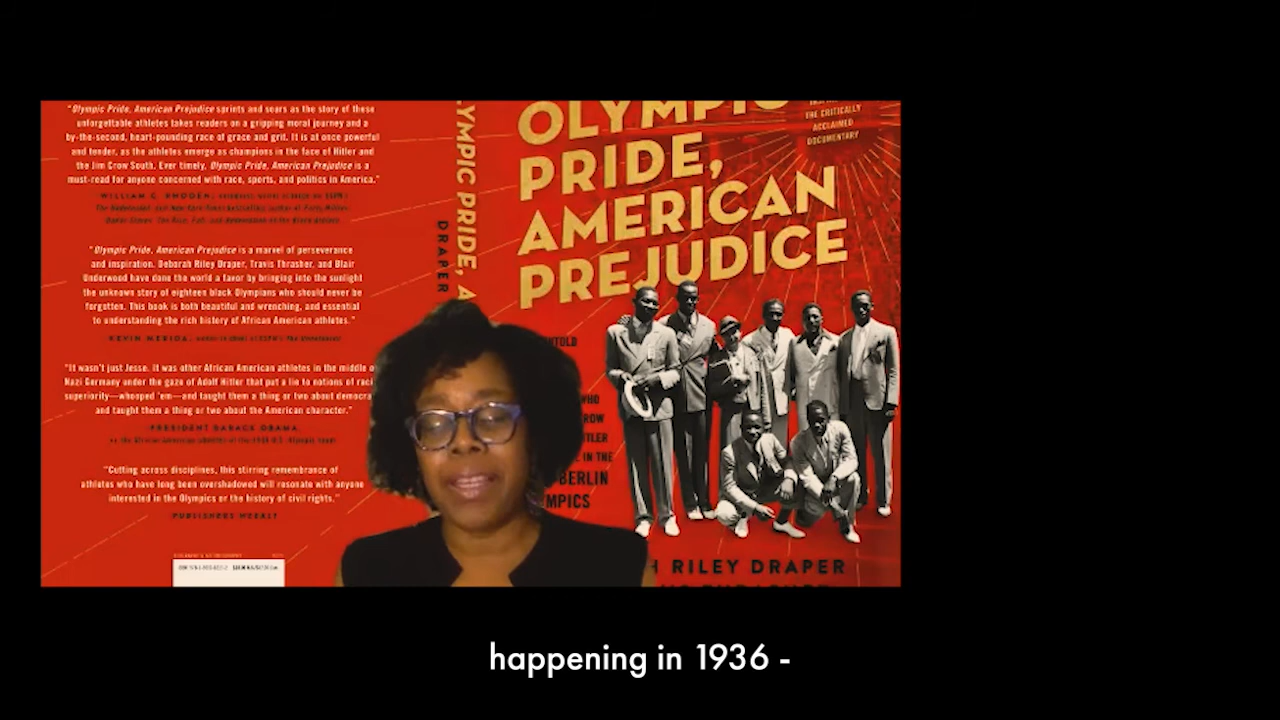 "Olympic Pride, American Prejudice sprints and soars as the story of these
unforgettable athletes takes readers on a gripping moral journey and a
by-the-second, heart-pounding race of grace and grit. It is at once powerful
and tender, as the athletes emerge as champions in the face of Hitler and
the Jim Crow South. Ever timely, Olympic Pride, American Prejudice is a
must-read for anyone concerned with race, sports, and politics in America."
WILLIAM C. RHODEN,
"Olympic Pride, American Prejudice is a marvel of perseverance
and inspiration. Deborah Riley Draper, Travis Thrasher, and Blair
Underwood have done the world a favor by bringing into the sunlight
the unknown story of eighteen black Olympians who should never be
forgotten. This book is both beautiful and wrenching, and essential
to understanding the rich history of African American athletes."
KEVIN MERIDA,
"It wasn't just Jesse. It was other African American athletes in the middle o
Nazi Germany under the gaze of Adolf Hitler that put a lie to notions of raci
superiority—whooped 'em—and taught them a thing or two about democra
and taught them a thing or two about the American character."
PRESIDENT BARACK OBAMA
"Cutting across disciplines, this stirring remembrance of
athletes who have long been overshadowed will resonate with anyone
interested in the Olympics or the history of civil rights."
PUBLISHERS WEEKLY
YMPIC PRIDE, A
DRAPER
OLYMPIC
PRIDE,
AMERICAN
PREJUDICE
THE CRITICALLY
ACCLAIMED
DOCUMENTARY
NTOLD
WHO
ROW
TLER
E IN THE
BERLIN
MPICS
H RILEY DRAPER
happening in 1936 -